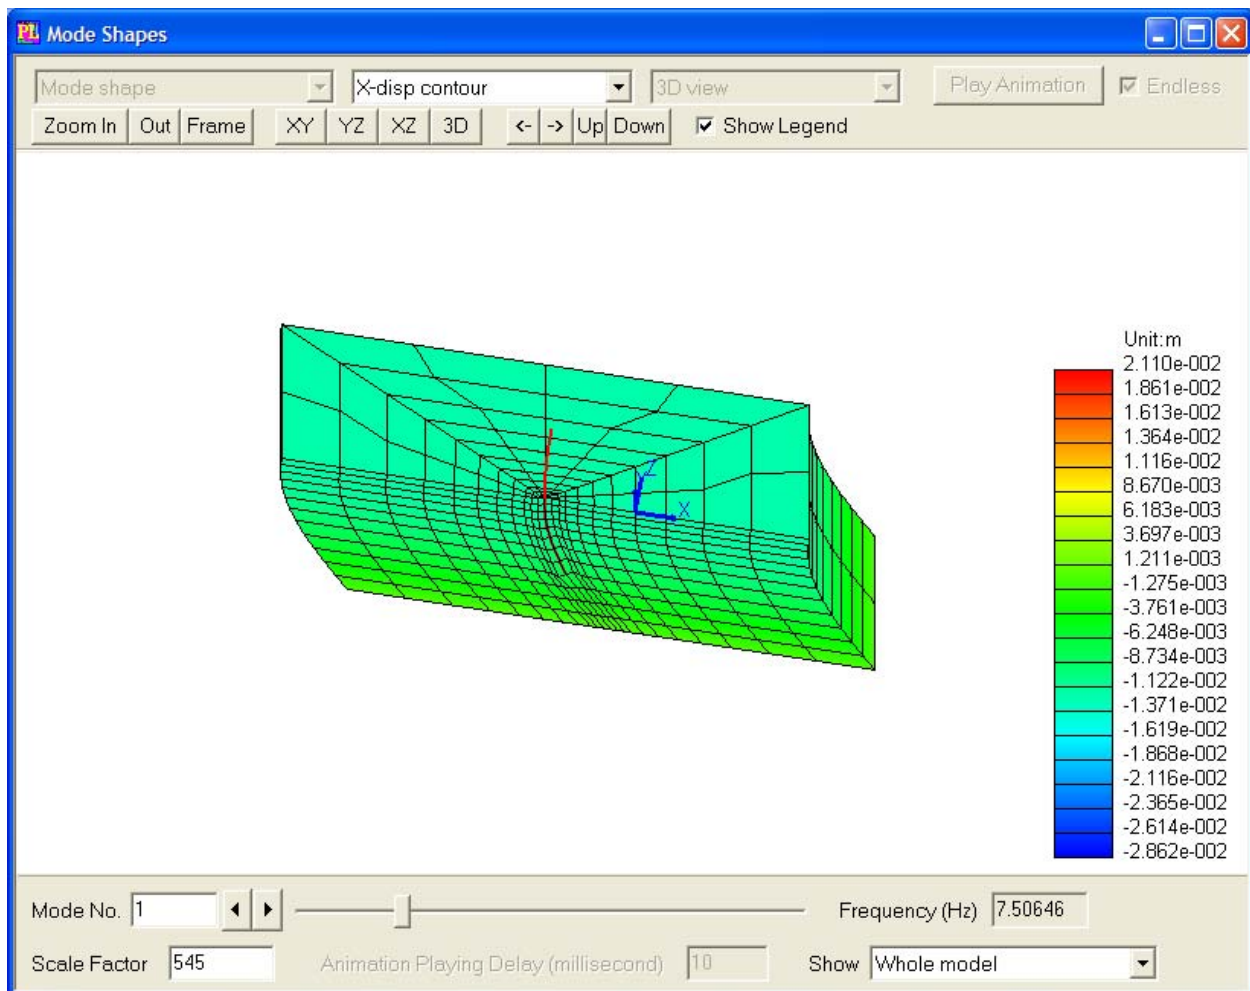 PL Mode Shapes
Mode shape X-disp contour 3D view Play Animation Endless
Zoom In Out Frame XY YZ XZ 3D <- -> Up Down Show Legend
Unit:m
2.110e-002
1.861e-002
1.613e-002
1.364e-002
1.116e-002
8.670e-003
6.183e-003
3.697e-003
1.211e-003
-1.275e-003
-3.761e-003
-6.248e-003
-8.734e-003
-1.122e-002
-1.371e-002
-1.619e-002
-1.868e-002
-2.116e-002
-2.365e-002
-2.614e-002
-2.862e-002
Z
X
Mode No. 1 Frequency (Hz) 7.50646
Scale Factor 545 Animation Playing Delay (millisecond) 10 Show Whole model